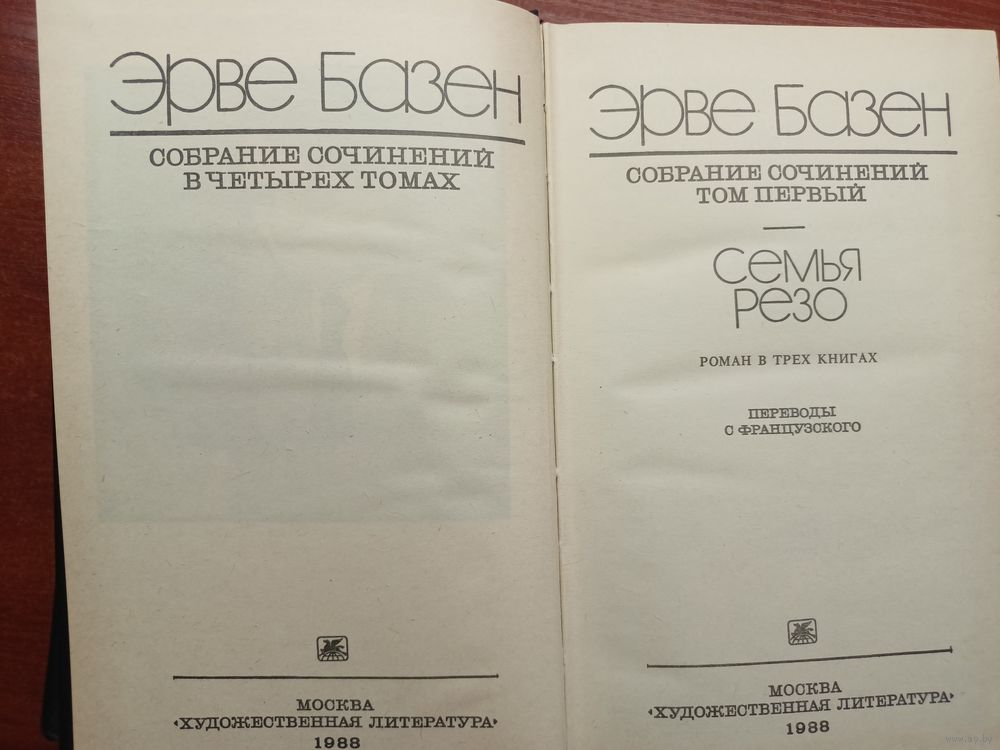 Эрве Базен
СОБРАНИЕ СОЧИНЕНИЙ
В ЧЕТЫРЕХ ТОМАХ
МОСКВА
«ХУДОЖЕСТВЕННАЯ ЛИТЕРАТУРА»
1988
Эрве Базен
СОБРАНИЕ СОЧИНЕНИЙ
ТОМ ПЕРВЫЙ
Семья
Резо
РОМАН В ТРЕХ КНИГАХ
ПЕРЕВОДЫ
С ФРАНЦУЗСКОГО
МОСКВА
«ХУДОЖЕСТВЕННАЯ ЛИТЕРАТУРА»
1988